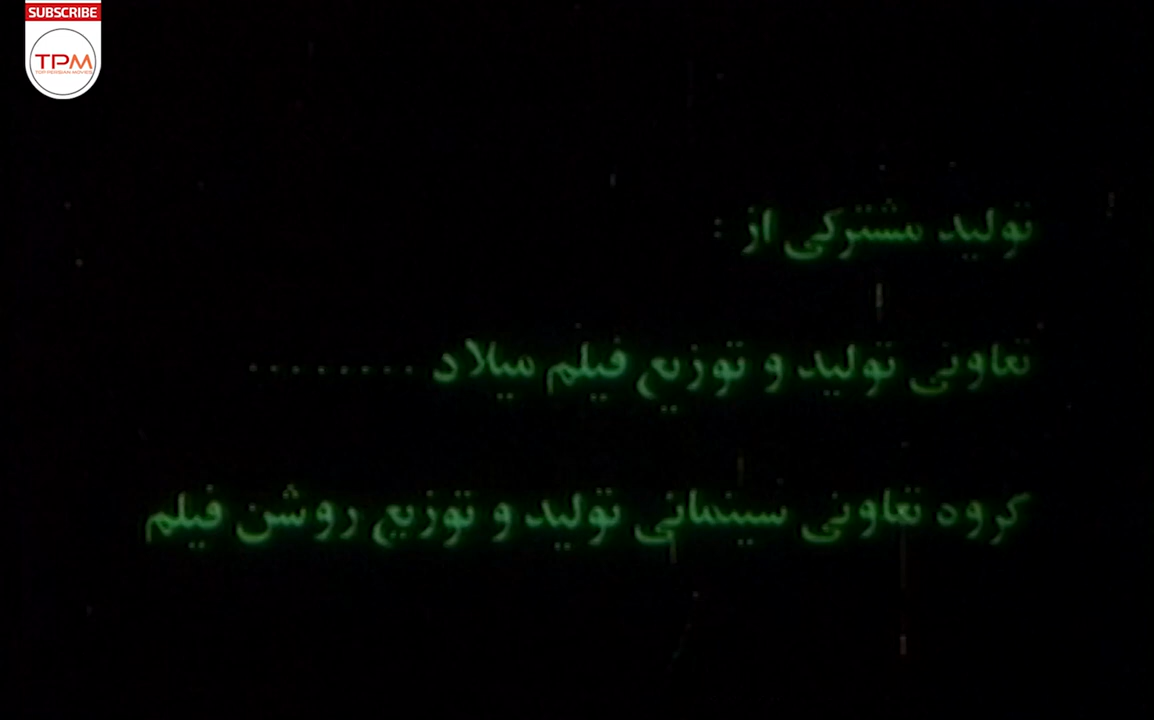 SUBSCRIBE
TPM
TOP PERSIAN MOVIES
تولید مشترکی از :
تعاونی تولید و توزیع فیلم میلاد ........
گروه تعاونی سینمائی تولید و توزیع روشن فیلم